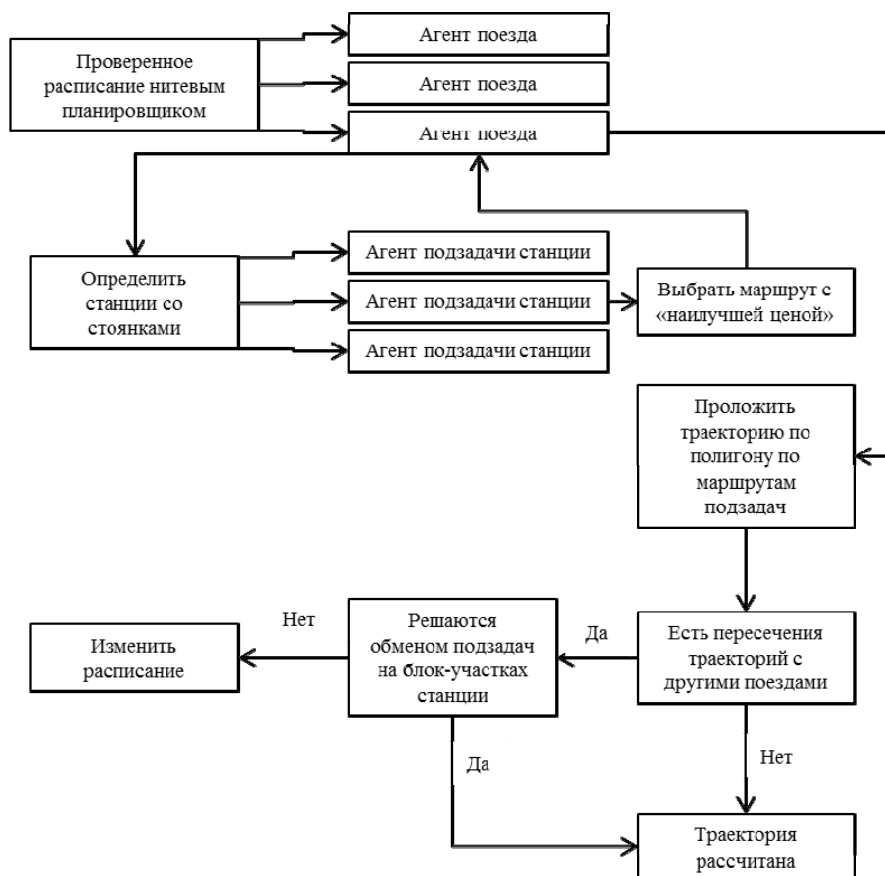 Агент поезда
Проверенное
расписание нитевым
планировщиком
Агент поезда
Агент поезда
Агент подзадачи станции
Определить
станции со
стоянками
Агент подзадачи станции
Выбрать маршрут с
«наилучшей ценой»
Агент подзадачи станции
Проложить
траекторию по
полигону по
маршрутам
подзадач
Изменить
расписание
Нет
Решаются
обменом подзадач
на блок-участках
станции
Да
Есть пересечения
траекторий с
другими поездами
Да
Нет
Траектория
рассчитана